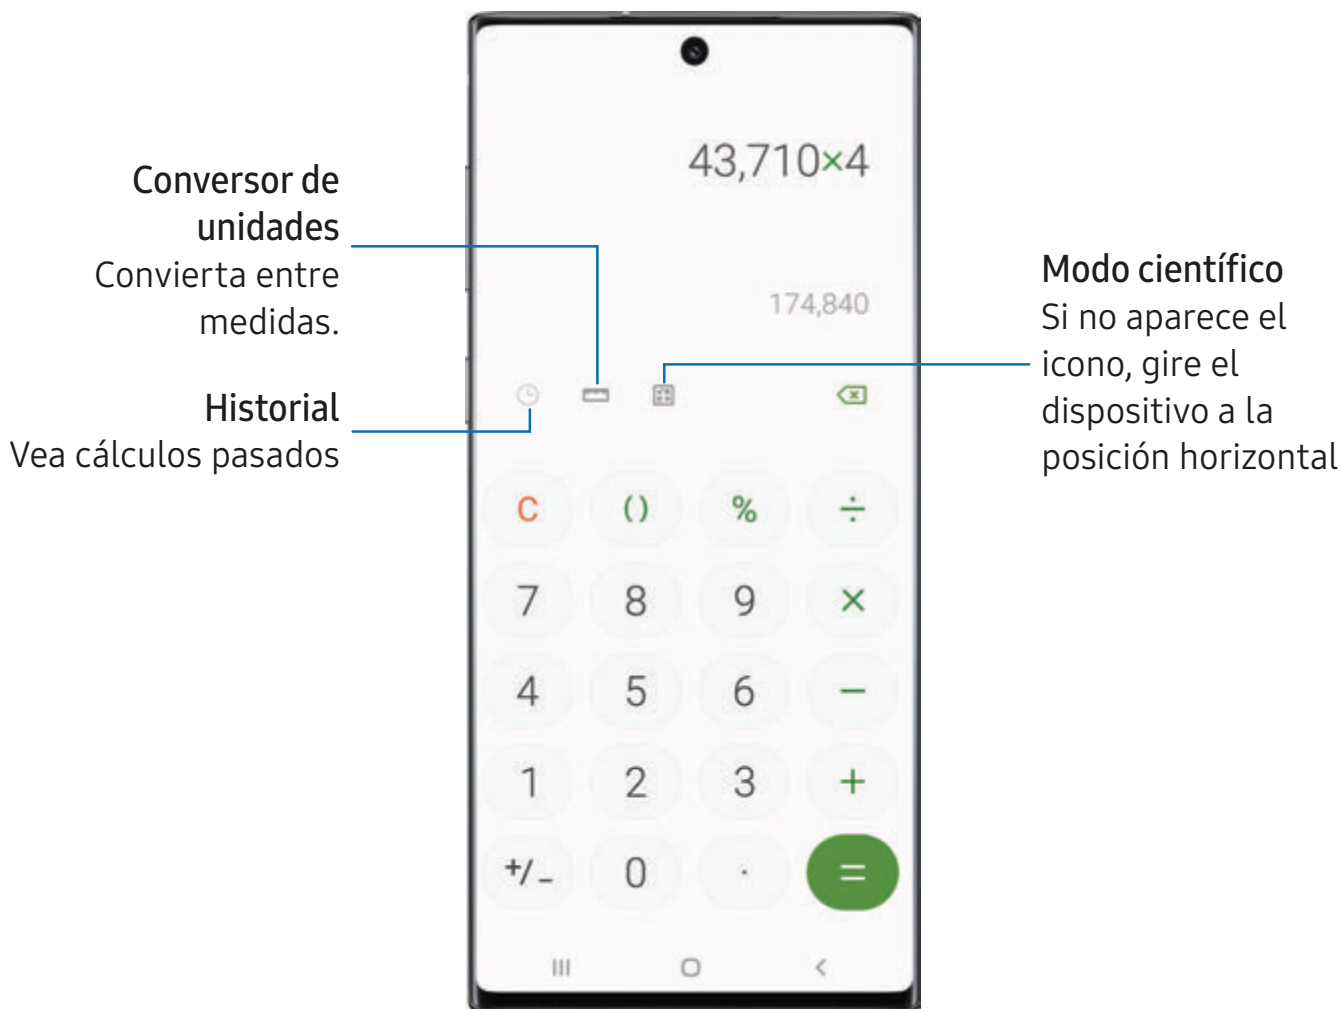 Conversor de
unidades
Convierta entre
medidas.
Historial
Vea cálculos pasados
43,710×4
174,840
C () % ÷
7 8 9 ×
4 5 6 −
1 2 3 +
+/- 0 . =
Modo científico
Si no aparece el
icono, gire el
dispositivo a la
posición horizontal